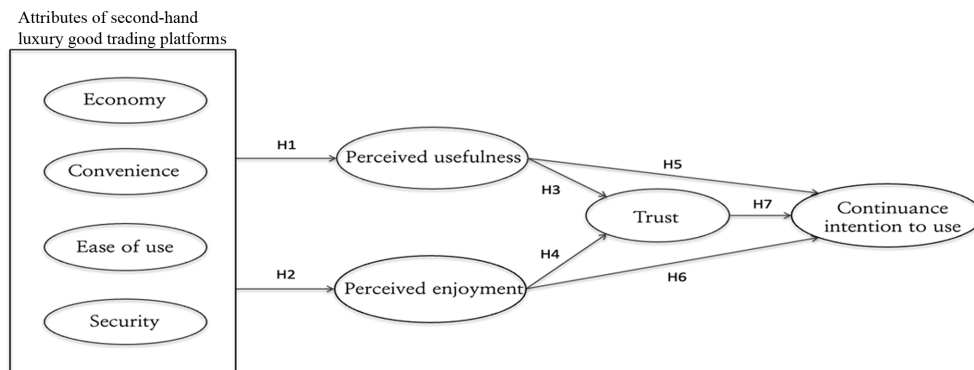 Attributes of second-hand
luxury good trading platforms
Economy
Convenience
Ease of use
Security
H1
H2
Perceived usefulness
Perceived enjoyment
H3
H4
H5
H6
Trust
H7
Continuance
intention to use